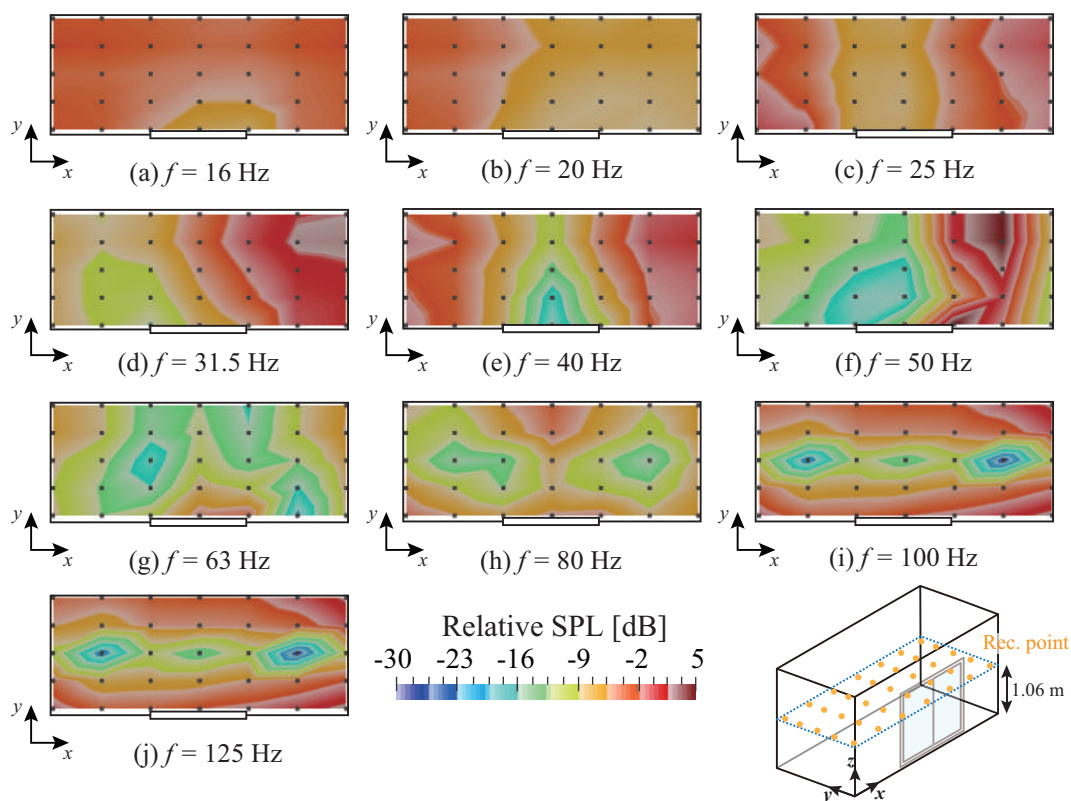 y
x
(a) f = 16 Hz
y
x
(b) f = 20 Hz
y
x
(c) f = 25 Hz
y
x
(d) f = 31.5 Hz
y
x
(e) f = 40 Hz
y
x
(f) f = 50 Hz
y
x
(g) f = 63 Hz
y
x
(h) f = 80 Hz
y
x
(i) f = 100 Hz
y
x
(j) f = 125 Hz
Relative SPL [dB]
-30 -23 -16 -9 -2 5
Rec. point
1.06 m
z
y
x